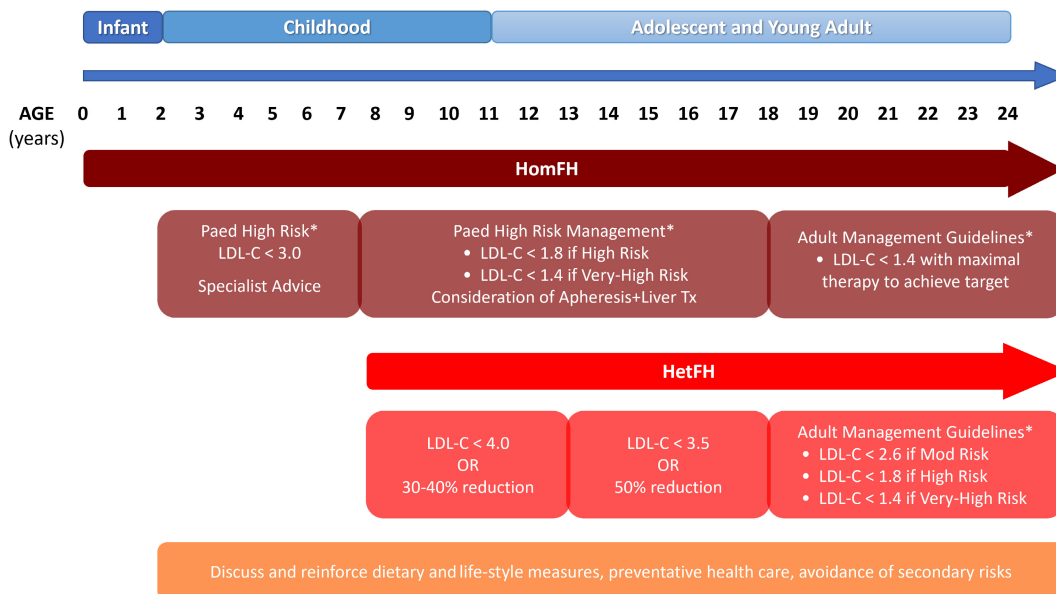 Infant
Childhood
Adolescent and Young Adult
AGE
(years)
0 1 2 3 4 5 6 7 8 9 10 11 12 13 14 15 16 17 18 19 20 21 22 23 24
HomFH
Paed High Risk*
LDL-C < 3.0
Specialist Advice
Paed High Risk Management*
• LDL-C < 1.8 if High Risk
• LDL-C < 1.4 if Very-High Risk
Consideration of Apheresis+Liver Tx
Adult Management Guidelines*
• LDL-C < 1.4 with maximal
therapy to achieve target
HetFH
LDL-C < 4.0
OR
30-40% reduction
LDL-C < 3.5
OR
50% reduction
Adult Management Guidelines*
• LDL-C < 2.6 if Mod Risk
• LDL-C < 1.8 if High Risk
• LDL-C < 1.4 if Very-High Risk
Discuss and reinforce dietary and life-style measures, preventative health care, avoidance of secondary risks